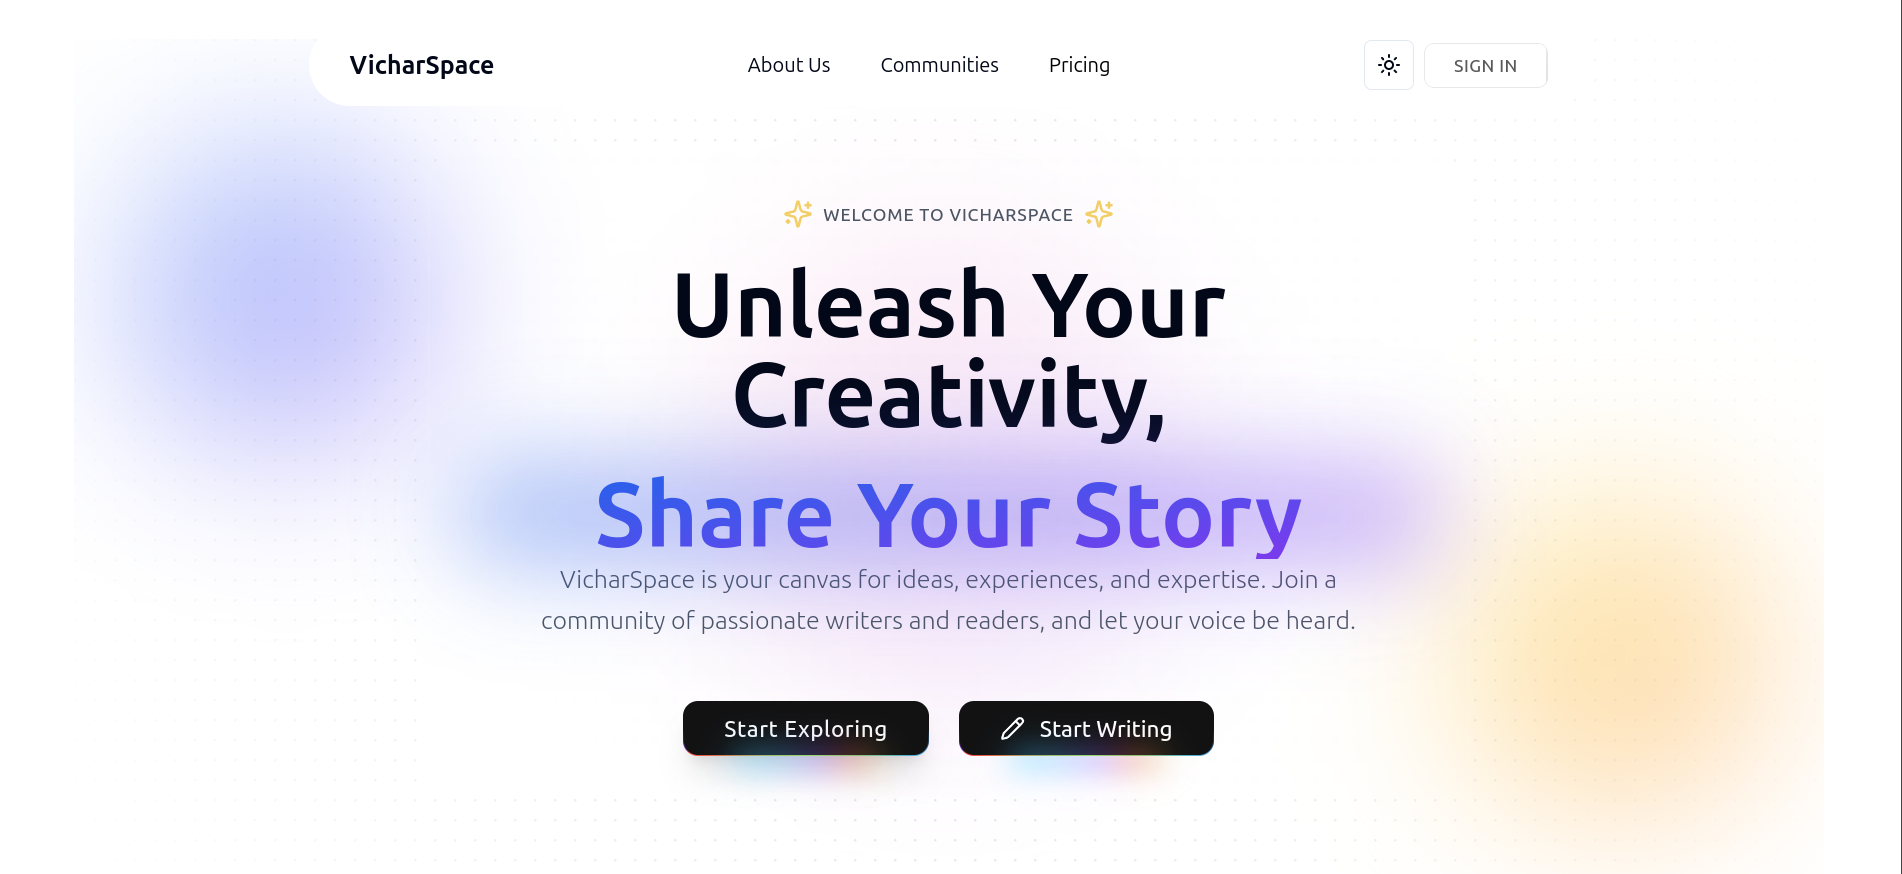 VicharSpace
About Us
Communities
Pricing
SIGN IN
WELCOME TO VICHARSPACE
Unleash Your
Creativity,
Share Your Story
VicharSpace is your canvas for ideas, experiences, and expertise. Join a
community of passionate writers and readers, and let your voice be heard.
Start Exploring
Start Writing